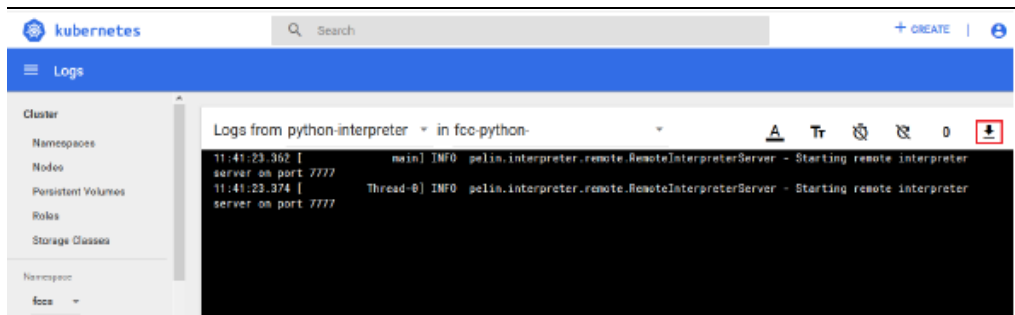 kubernetes
Search
+ CREATE |
Logs
Cluster
Namespaces
Nodes
Persistent Volumes
Roles
Storage Classes
Namespace
Logs from python-interpreter in fcc-python-
A Tт 0
11:41:23.362 [ main] INFO pelin.interpreter.remote.RemoteInterpreterServer - Starting remote interpreter
server on port 7777
11:41:23.374 [ Thread-0] INFO pelin.interpreter.remote.RemoteInterpreterServer - Starting remote interpreter
server on port 7777